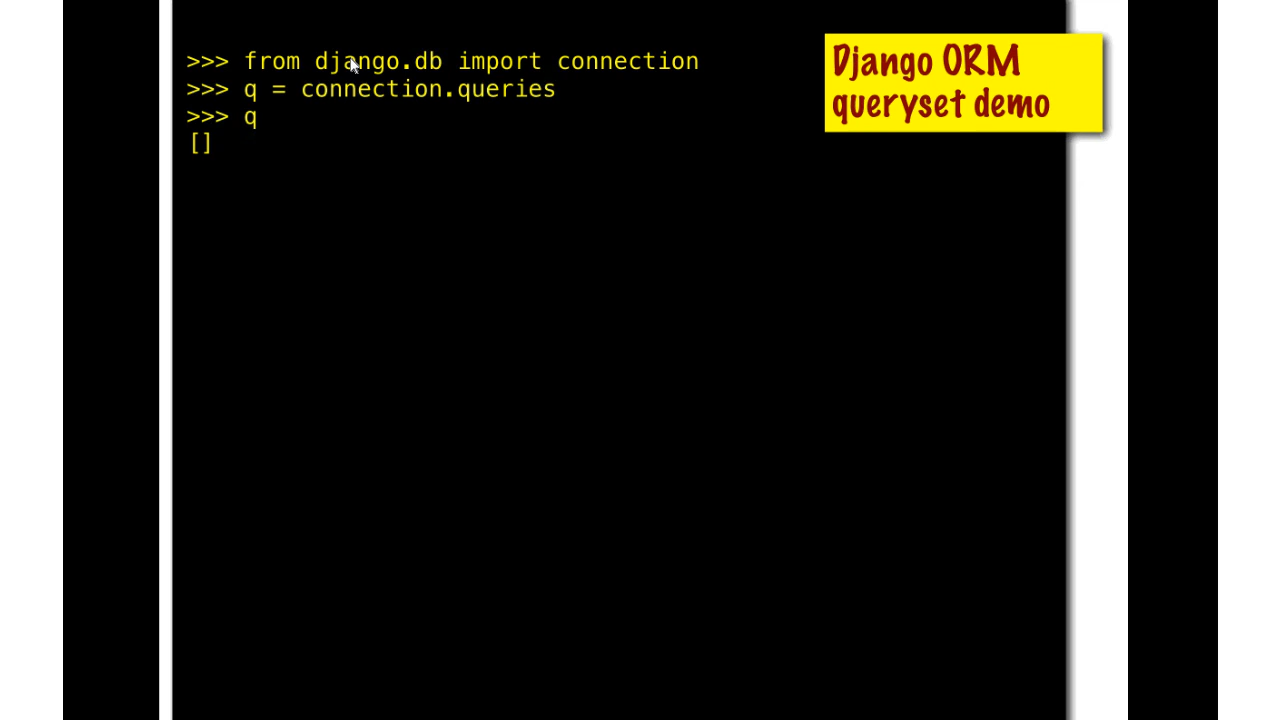 >>> from django.db import connection
>>> q = connection.queries
>>> q
[]
Django ORM
queryset demo